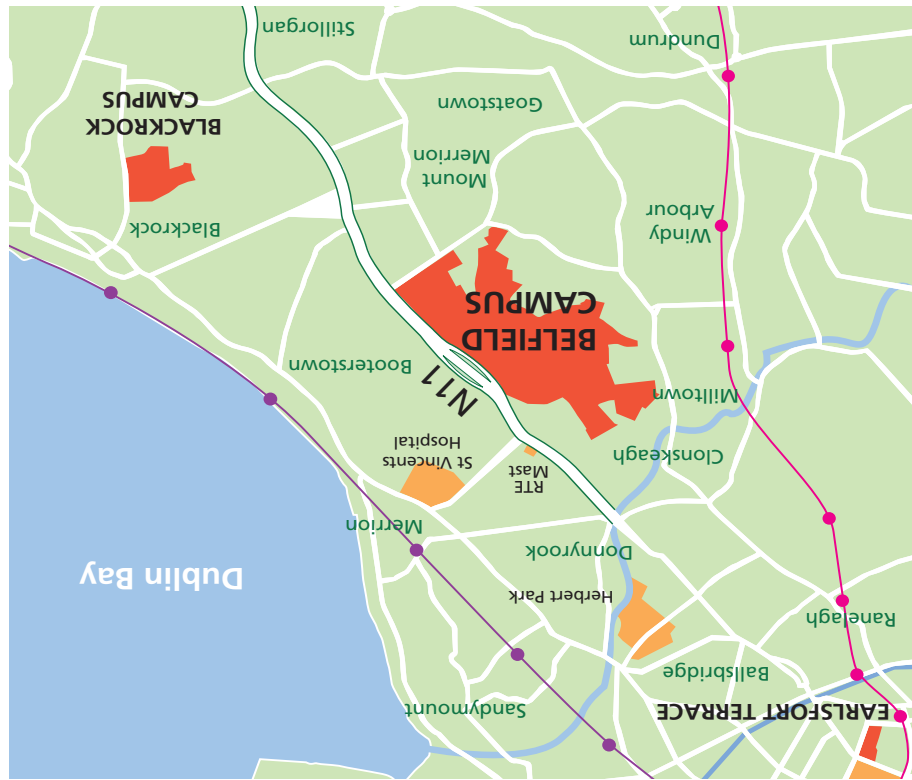 EARLSFORT TERRACE
Sandymount
Ballsbridge
Ranelagh
Herbert Park
Dublin Bay
Donnyrook
Merrion
RTE
Mast
St Vincents
Hospital
Clonskeagh
Milltown
N11
Booterstown
BELFIELD
CAMPUS
Windy
Arbour
Blackrock
Mount
Merrion
BLACKROCK
CAMPUS
Goatstown
Dundrum
Stillorgan